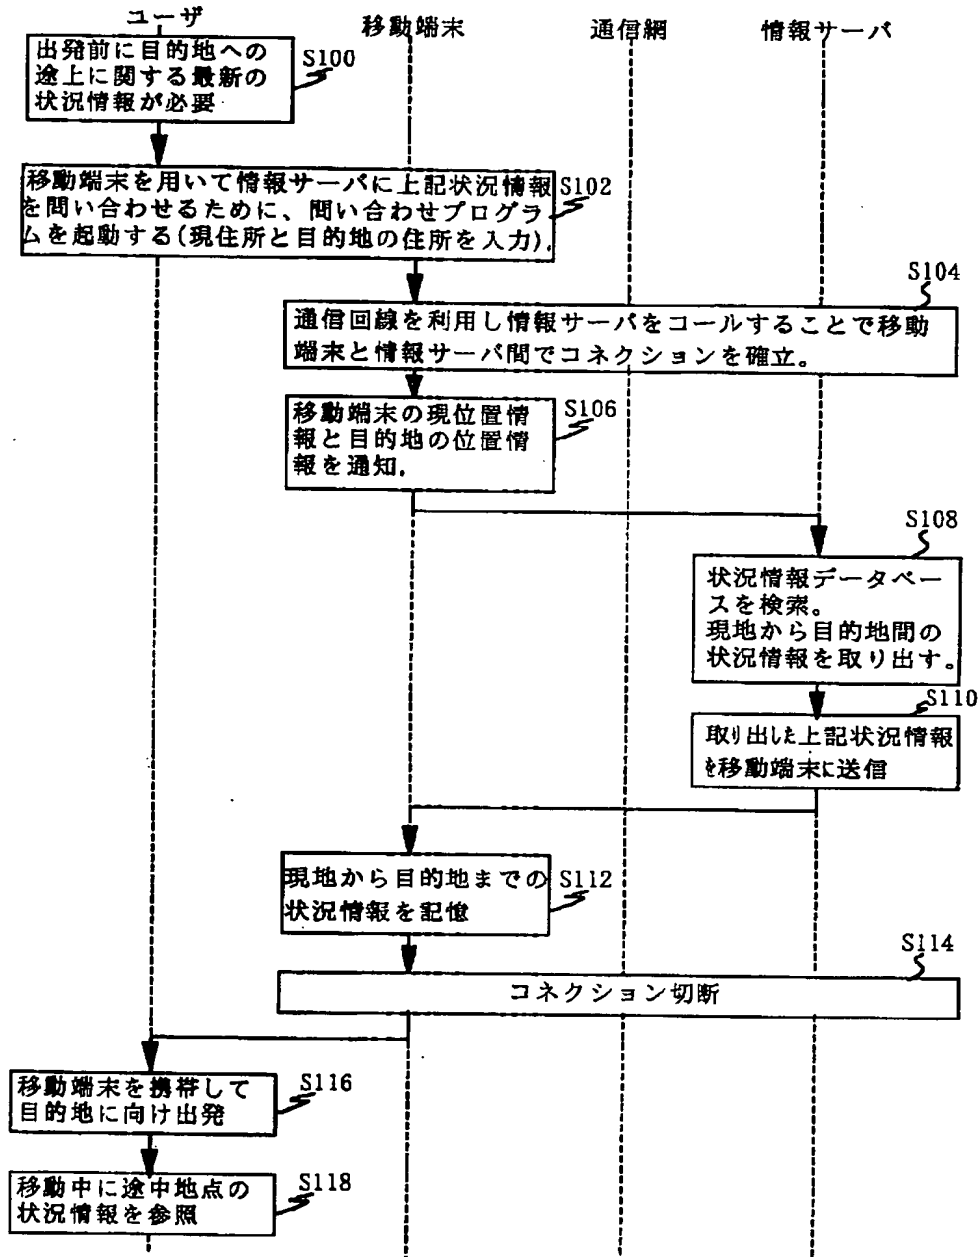 ユーザ
移動端末
通信網
情報サーバ
出発前に目的地への
途上に関する最新の
状況情報が必要
S100
移動端末を用いて情報サーバに上記状況情報
を問い合わせるために、問い合わせプログラ
ムを起動する(現住所と目的地の住所を入力).
S102
S104
通信回線を利用し情報サーバをコールすることで移動
端末と情報サーバ間でコネクションを確立。
移動端末の現位置情
報と目的地の位置情
報を通知.
S106
S108
状況情報データベー
スを検索。
現地から目的地間の
状況情報を取り出す。
S110
取り出した上記状況情報
を移動端末に送信
現地から目的地までの
状況情報を記憶
S112
S114
コネクション切断
移動端末を携帯して
目的地に向け出発
S116
移動中に途中地点の
状況情報を参照
S118